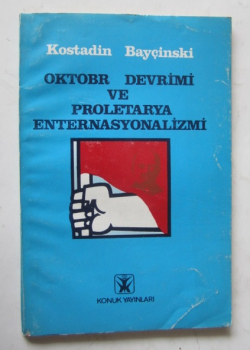 Kostadin Bayçinski
OKTOBR DEVRİMİ
VE
PROLETARYA
ENTERNASYONALİZMİ
KONUK YAYINLARI